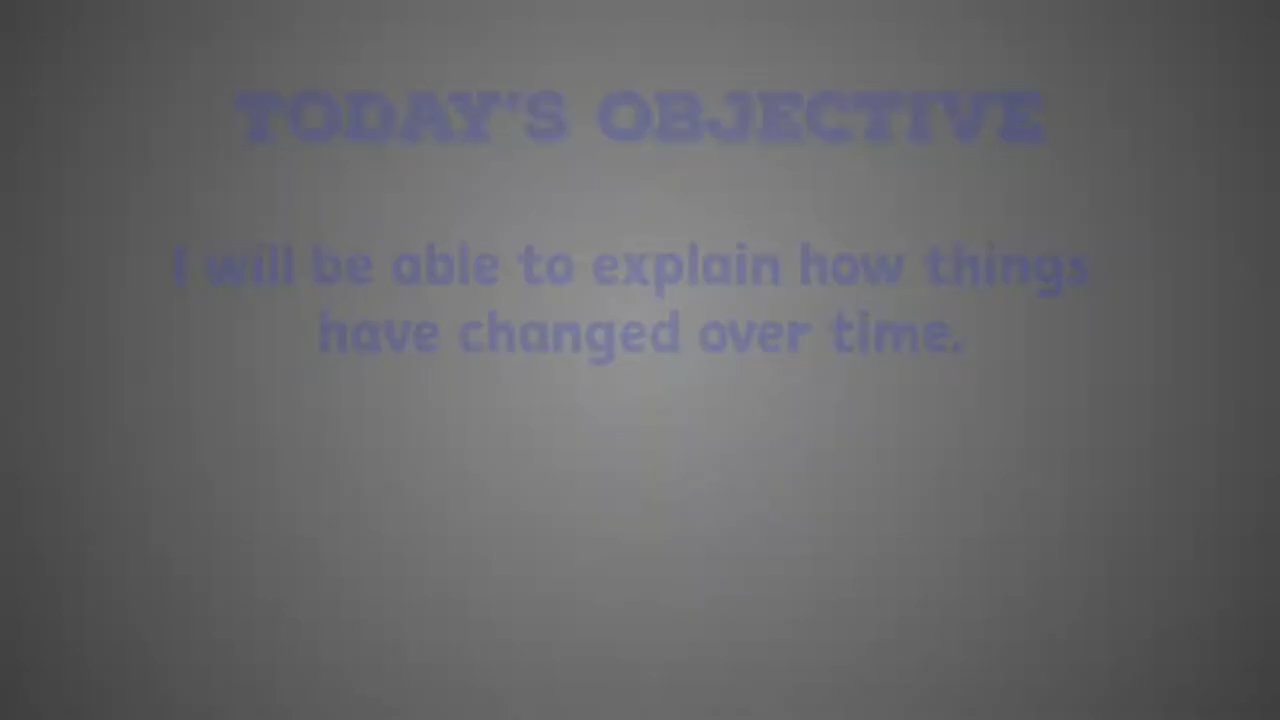 TODAY'S OBJECTIVE
I will be able to explain how things
have changed over time.